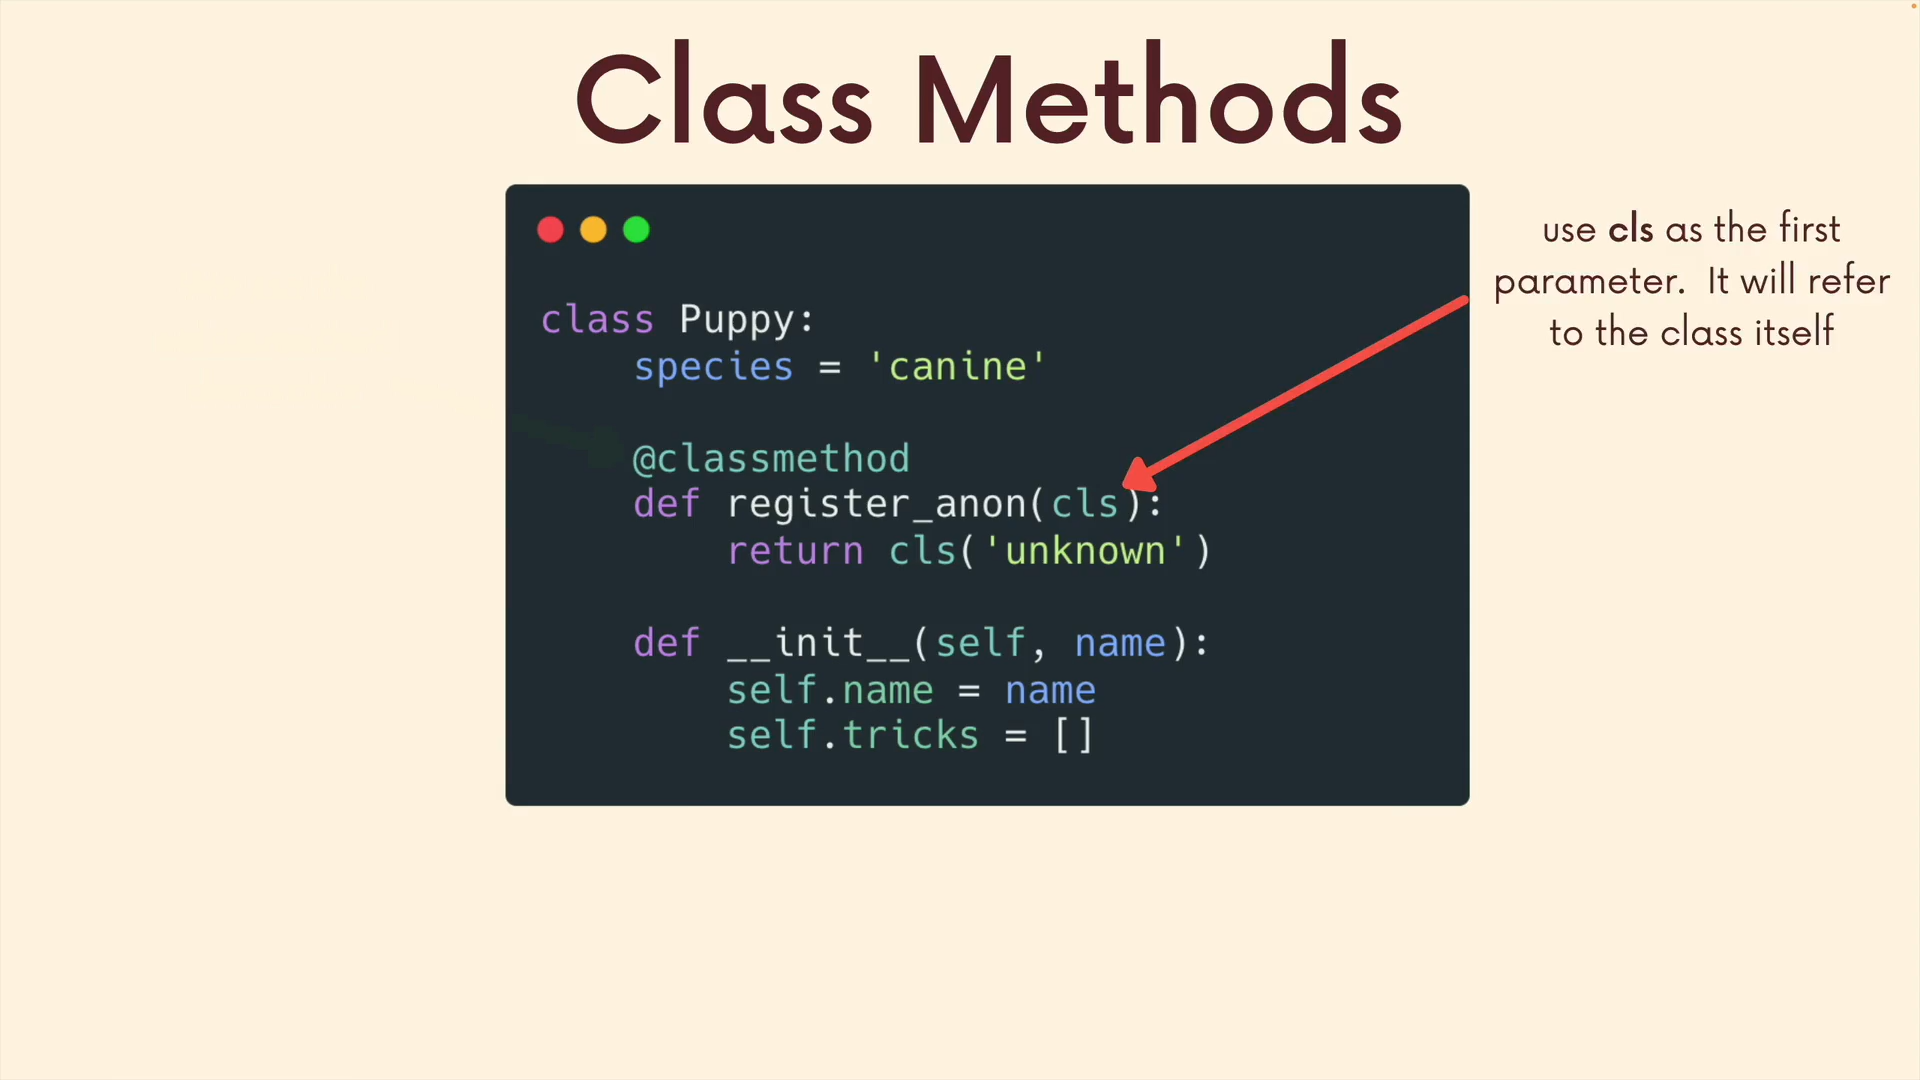 Class Methods
use cls as the first
parameter. It will refer
to the class itself
class Puppy:
    species = 'canine'
    @classmethod
    def register_anon(cls):
        return cls('unknown')
    def __init__(self, name):
        self.name = name
        self.tricks = []